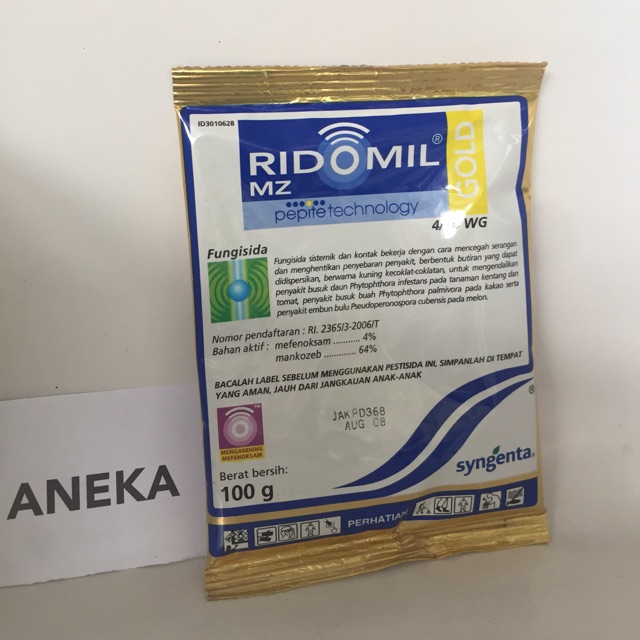 ID3010628
RIDOMIL®
GOLD
MZ
pepite technology
WG
Fungisida
Fungisida sistemik dan kontak bekerja dengan cara mencegah serangan
dan menghentikan penyebaran penyakit, berbentuk butiran yang dapat
didispersikan, berwarna kuning kecoklat-coklatan, untuk mengendalikan
penyakit busuk daun Phytophthora infestans pada tanaman kentang dan
tomat, penyakit busuk buah Phytophthora palmivora pada kakao serta
penyakit embun bulu Pseudoperonospora cubensis pada melon.
Nomor pendaftaran : RI. 2365/3-2006/T
Bahan aktif : mefenoksam .......... 4%
mankozeb ............ 64%
BACALAH LABEL SEBELUM MENGGUNAKAN PESTISIDA INI, SIMPANLAH DI TEMPAT
YANG AMAN, JAUH DARI JANGKAUAN ANAK-ANAK
TM
MENGANDUNG
MEFENOKSAM
AUG 08
®
syngenta®
Berat bersih:
100 g
PERHATIAN
ANEKA